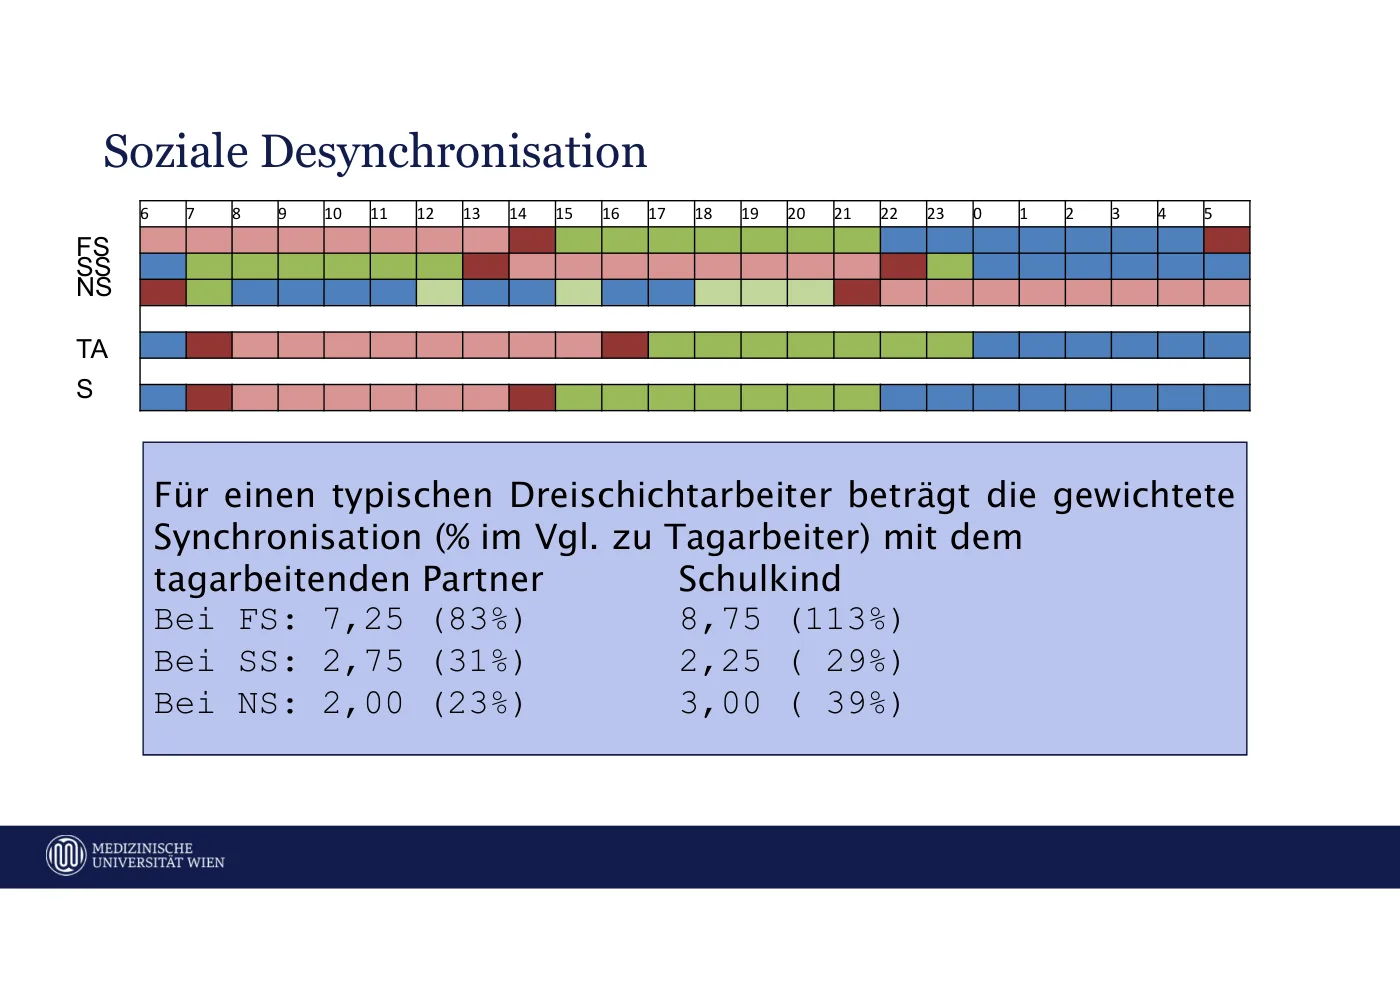 Soziale Desynchronisation
6 7 8 9 10 11 12 13 14 15 16 17 18 19 20 21 22 23 0 1 2 3 4 5
FS
SS
NS
TA
S
Für einen typischen Dreischichtarbeiter beträgt die gewichtete
Synchronisation (% im Vgl. zu Tagarbeiter) mit dem
tagarbeitenden Partner Schulkind
Bei FS: 7,25 (83%) 8,75 (113%)
Bei SS: 2,75 (31%) 2,25 ( 29%)
Bei NS: 2,00 (23%) 3,00 ( 39%)
MEDIZINISCHE
UNIVERSITÄT WIEN